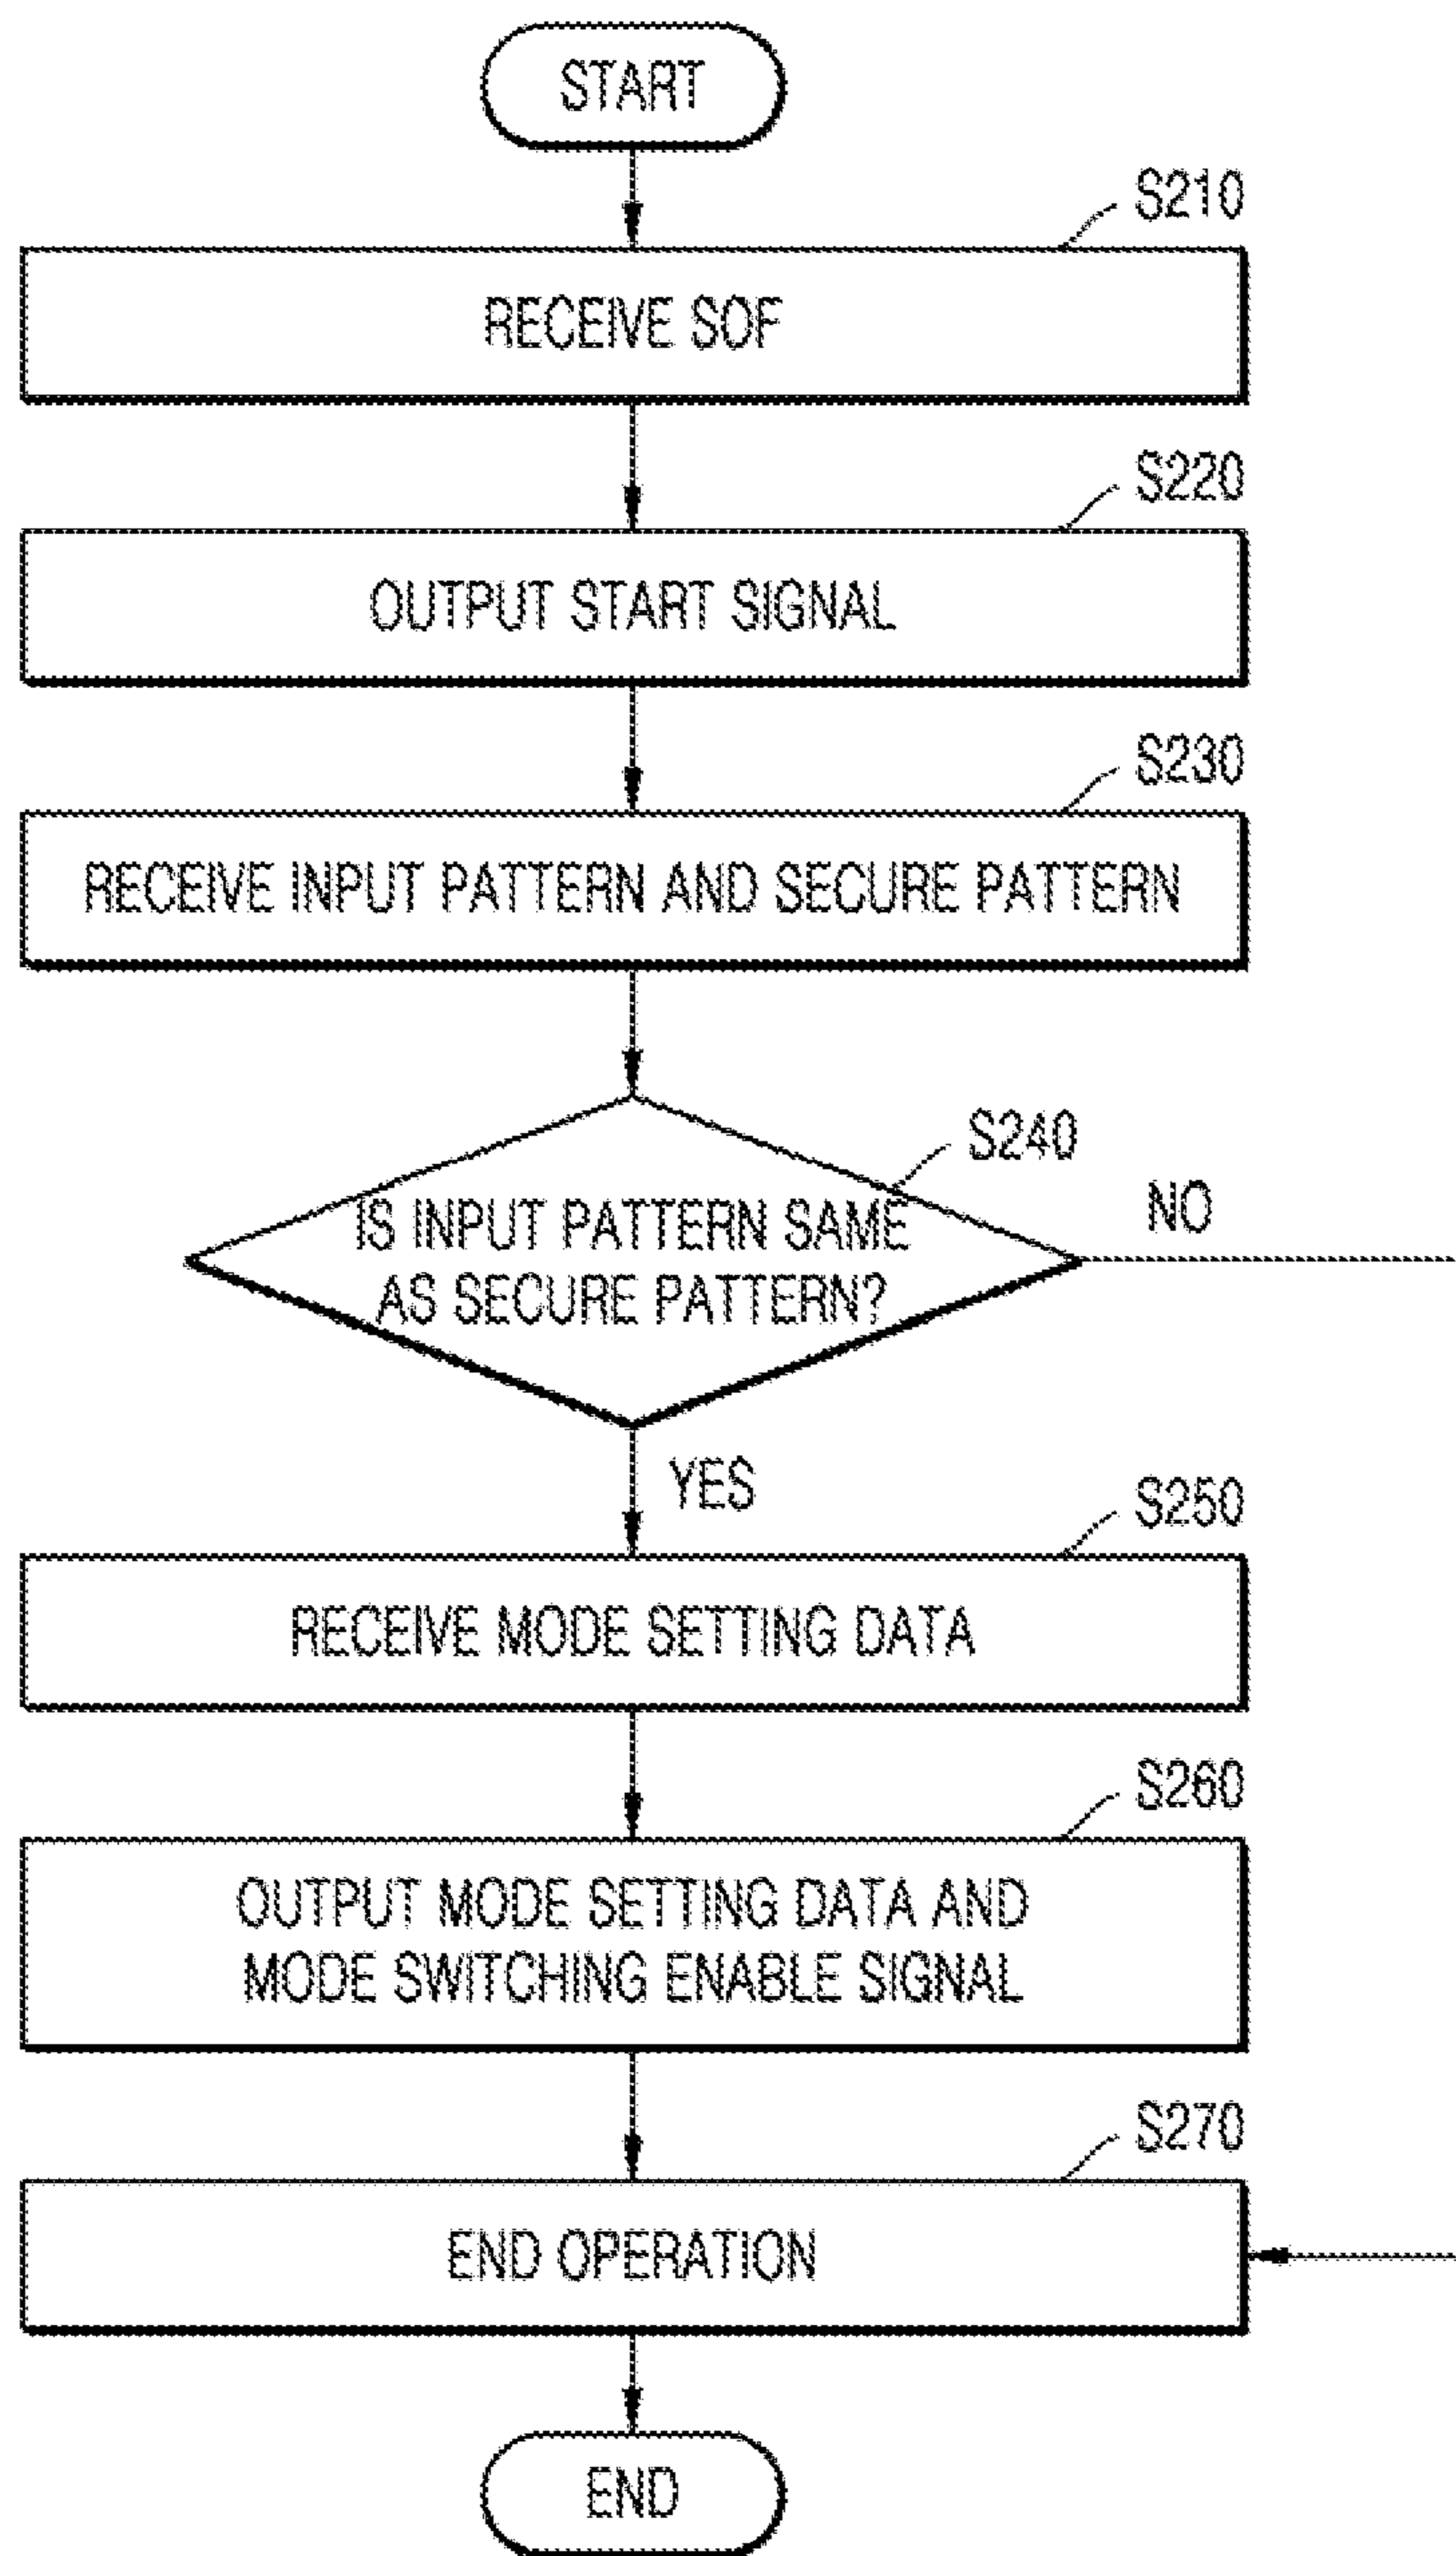 START
S210
RECEIVE SOF
S220
OUTPUT START SIGNAL
S230
RECEIVE INPUT PATTERN AND SECURE PATTERN
S240
NO
IS INPUT PATTERN SAME
AS SECURE PATTERN?
YES
S250
RECEIVE MODE SETTING DATA
S260
OUTPUT MODE SETTING DATA AND
MODE SWITCHING ENABLE SIGNAL
S270
END OPERATION
END